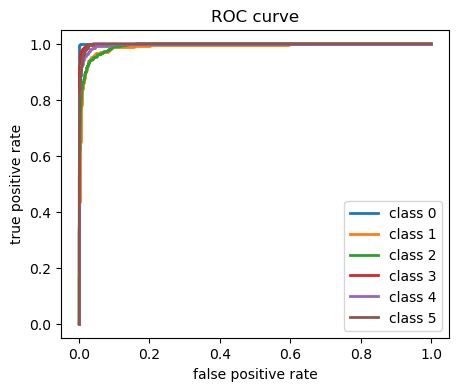 ROC curve
true positive rate
1.0
0.8
0.6
0.4
0.2
0.0
class 0
class 1
class 2
class 3
class 4
class 5
0.0 0.2 0.4 0.6 0.8 1.0
false positive rate